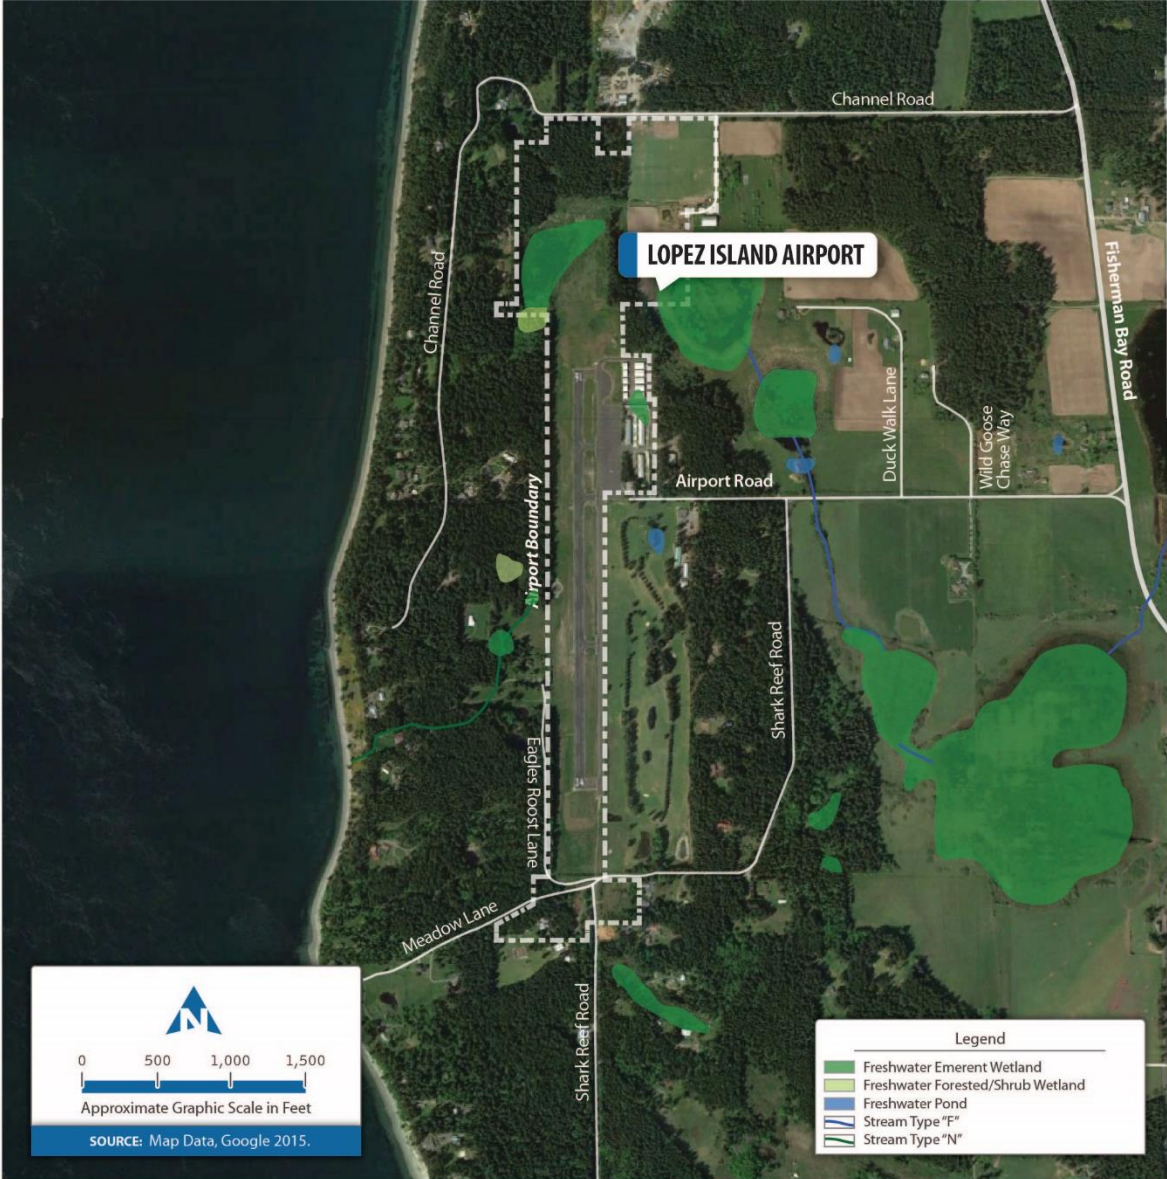 Channel Road
LOPEZ ISLAND AIRPORT
Channel Road
Fisherman Bay Road
Duck Walk Lane
Wild Goose
Chase Way
Airport Road
Airport Boundary
Shark Reef Road
Eagles Roost Lane
34
Meadow Lane
Shark Reef Road
N
0 500 1,000 1,500
Approximate Graphic Scale in Feet
SOURCE: Map Data, Google 2015.
Legend
Freshwater Emerent Wetland
Freshwater Forested/Shrub Wetland
Freshwater Pond
Stream Type "F"
Stream Type "N"